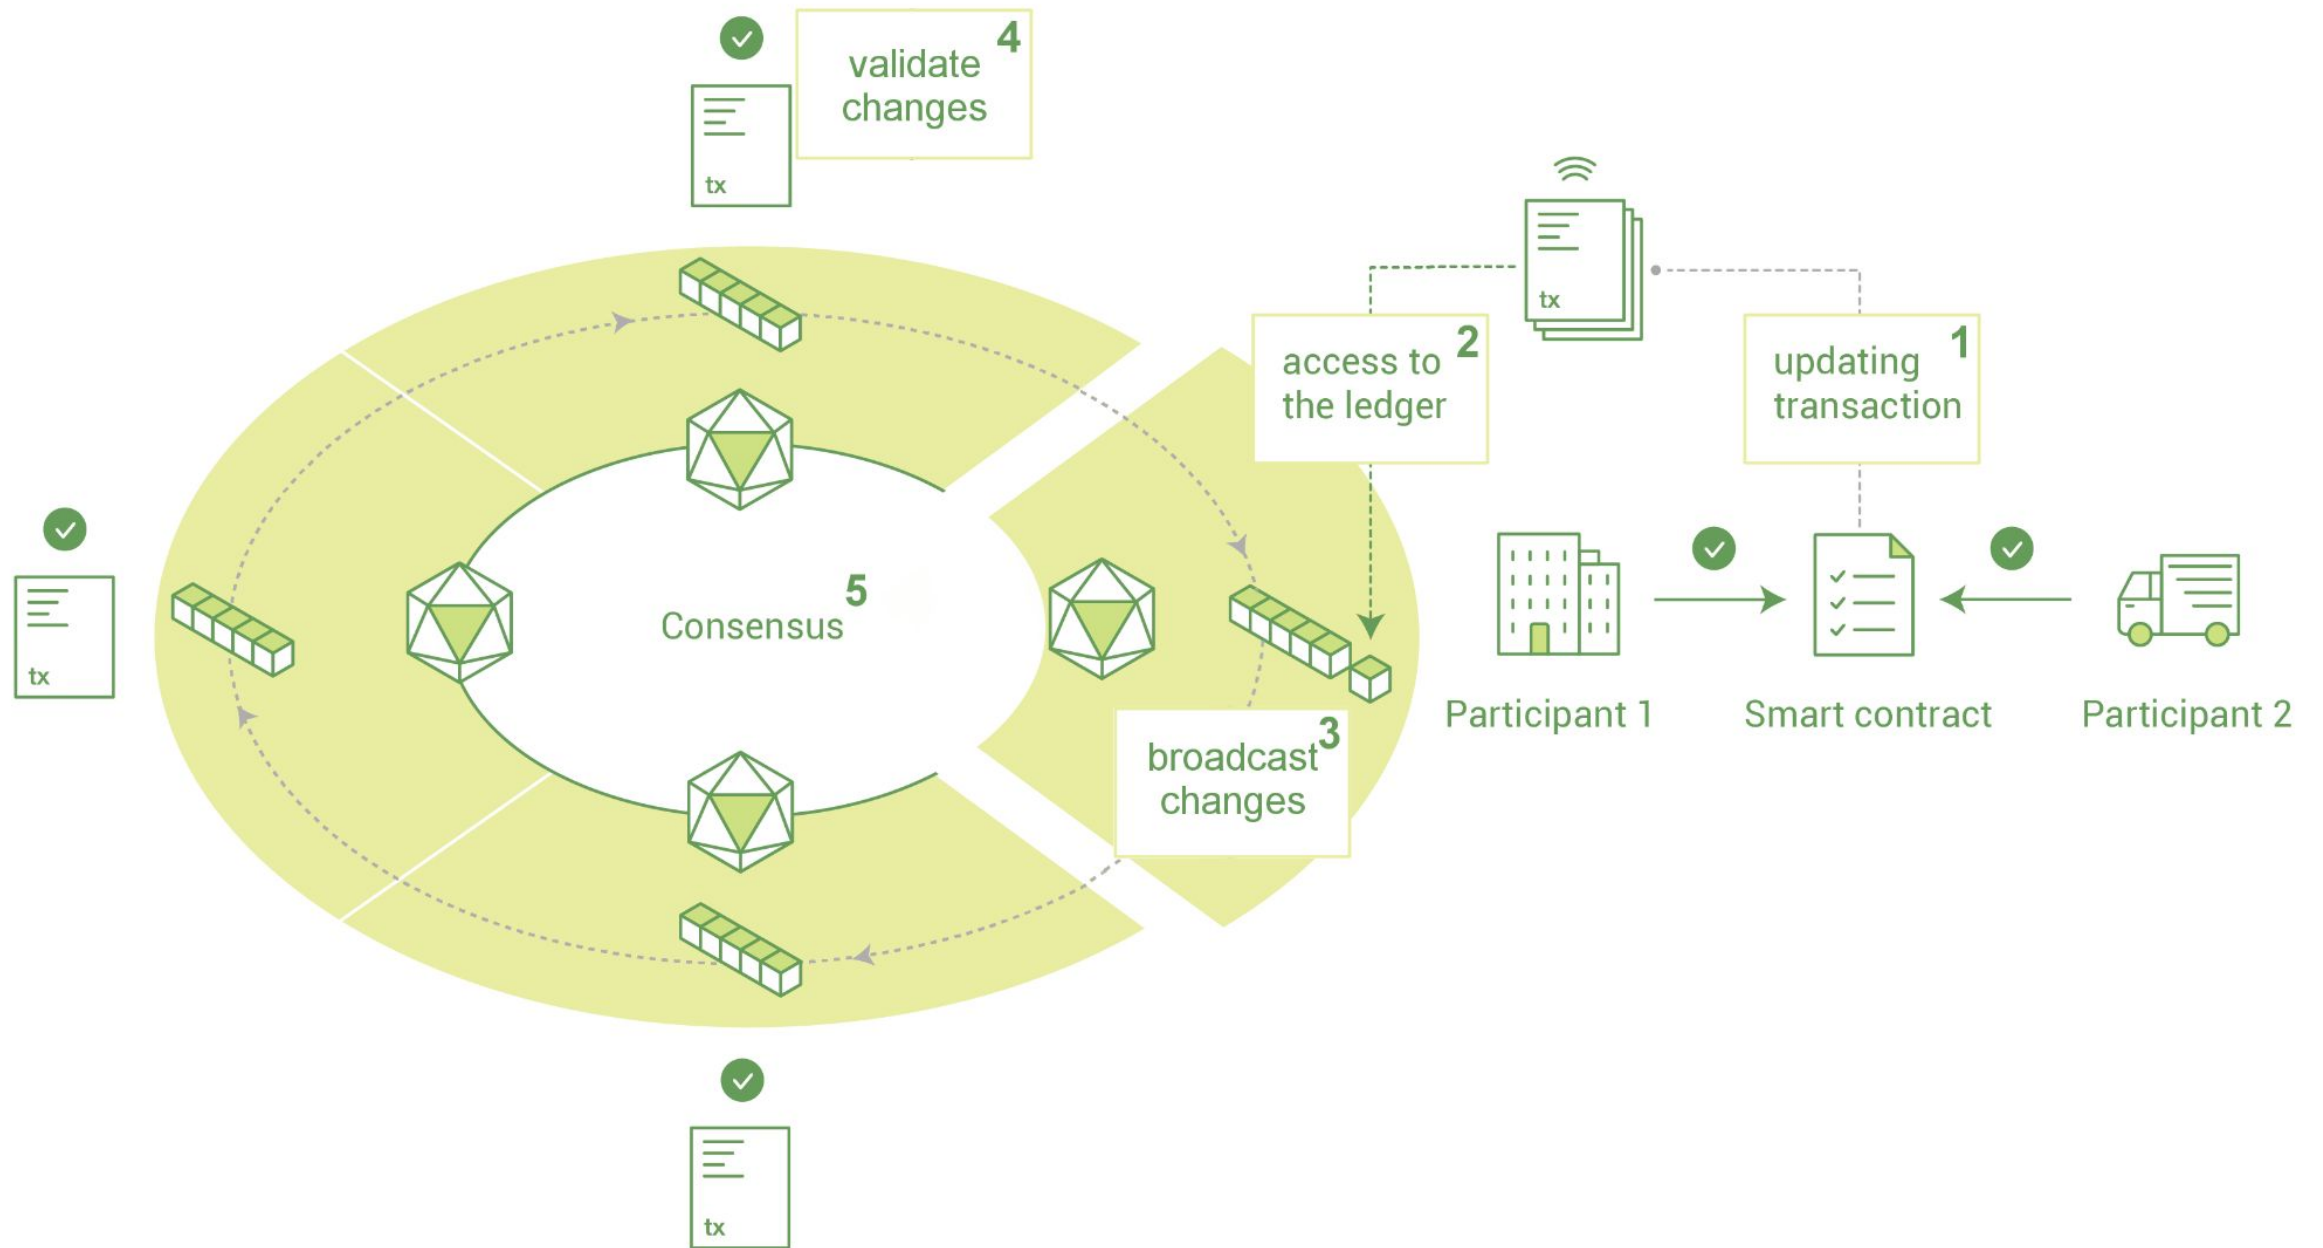 4
validate
changes
tx
tx
2
access to
the ledger
1
updating
transaction
tx
5
Consensus
Participant 1
Smart contract
Participant 2
3
broadcast
changes
tx